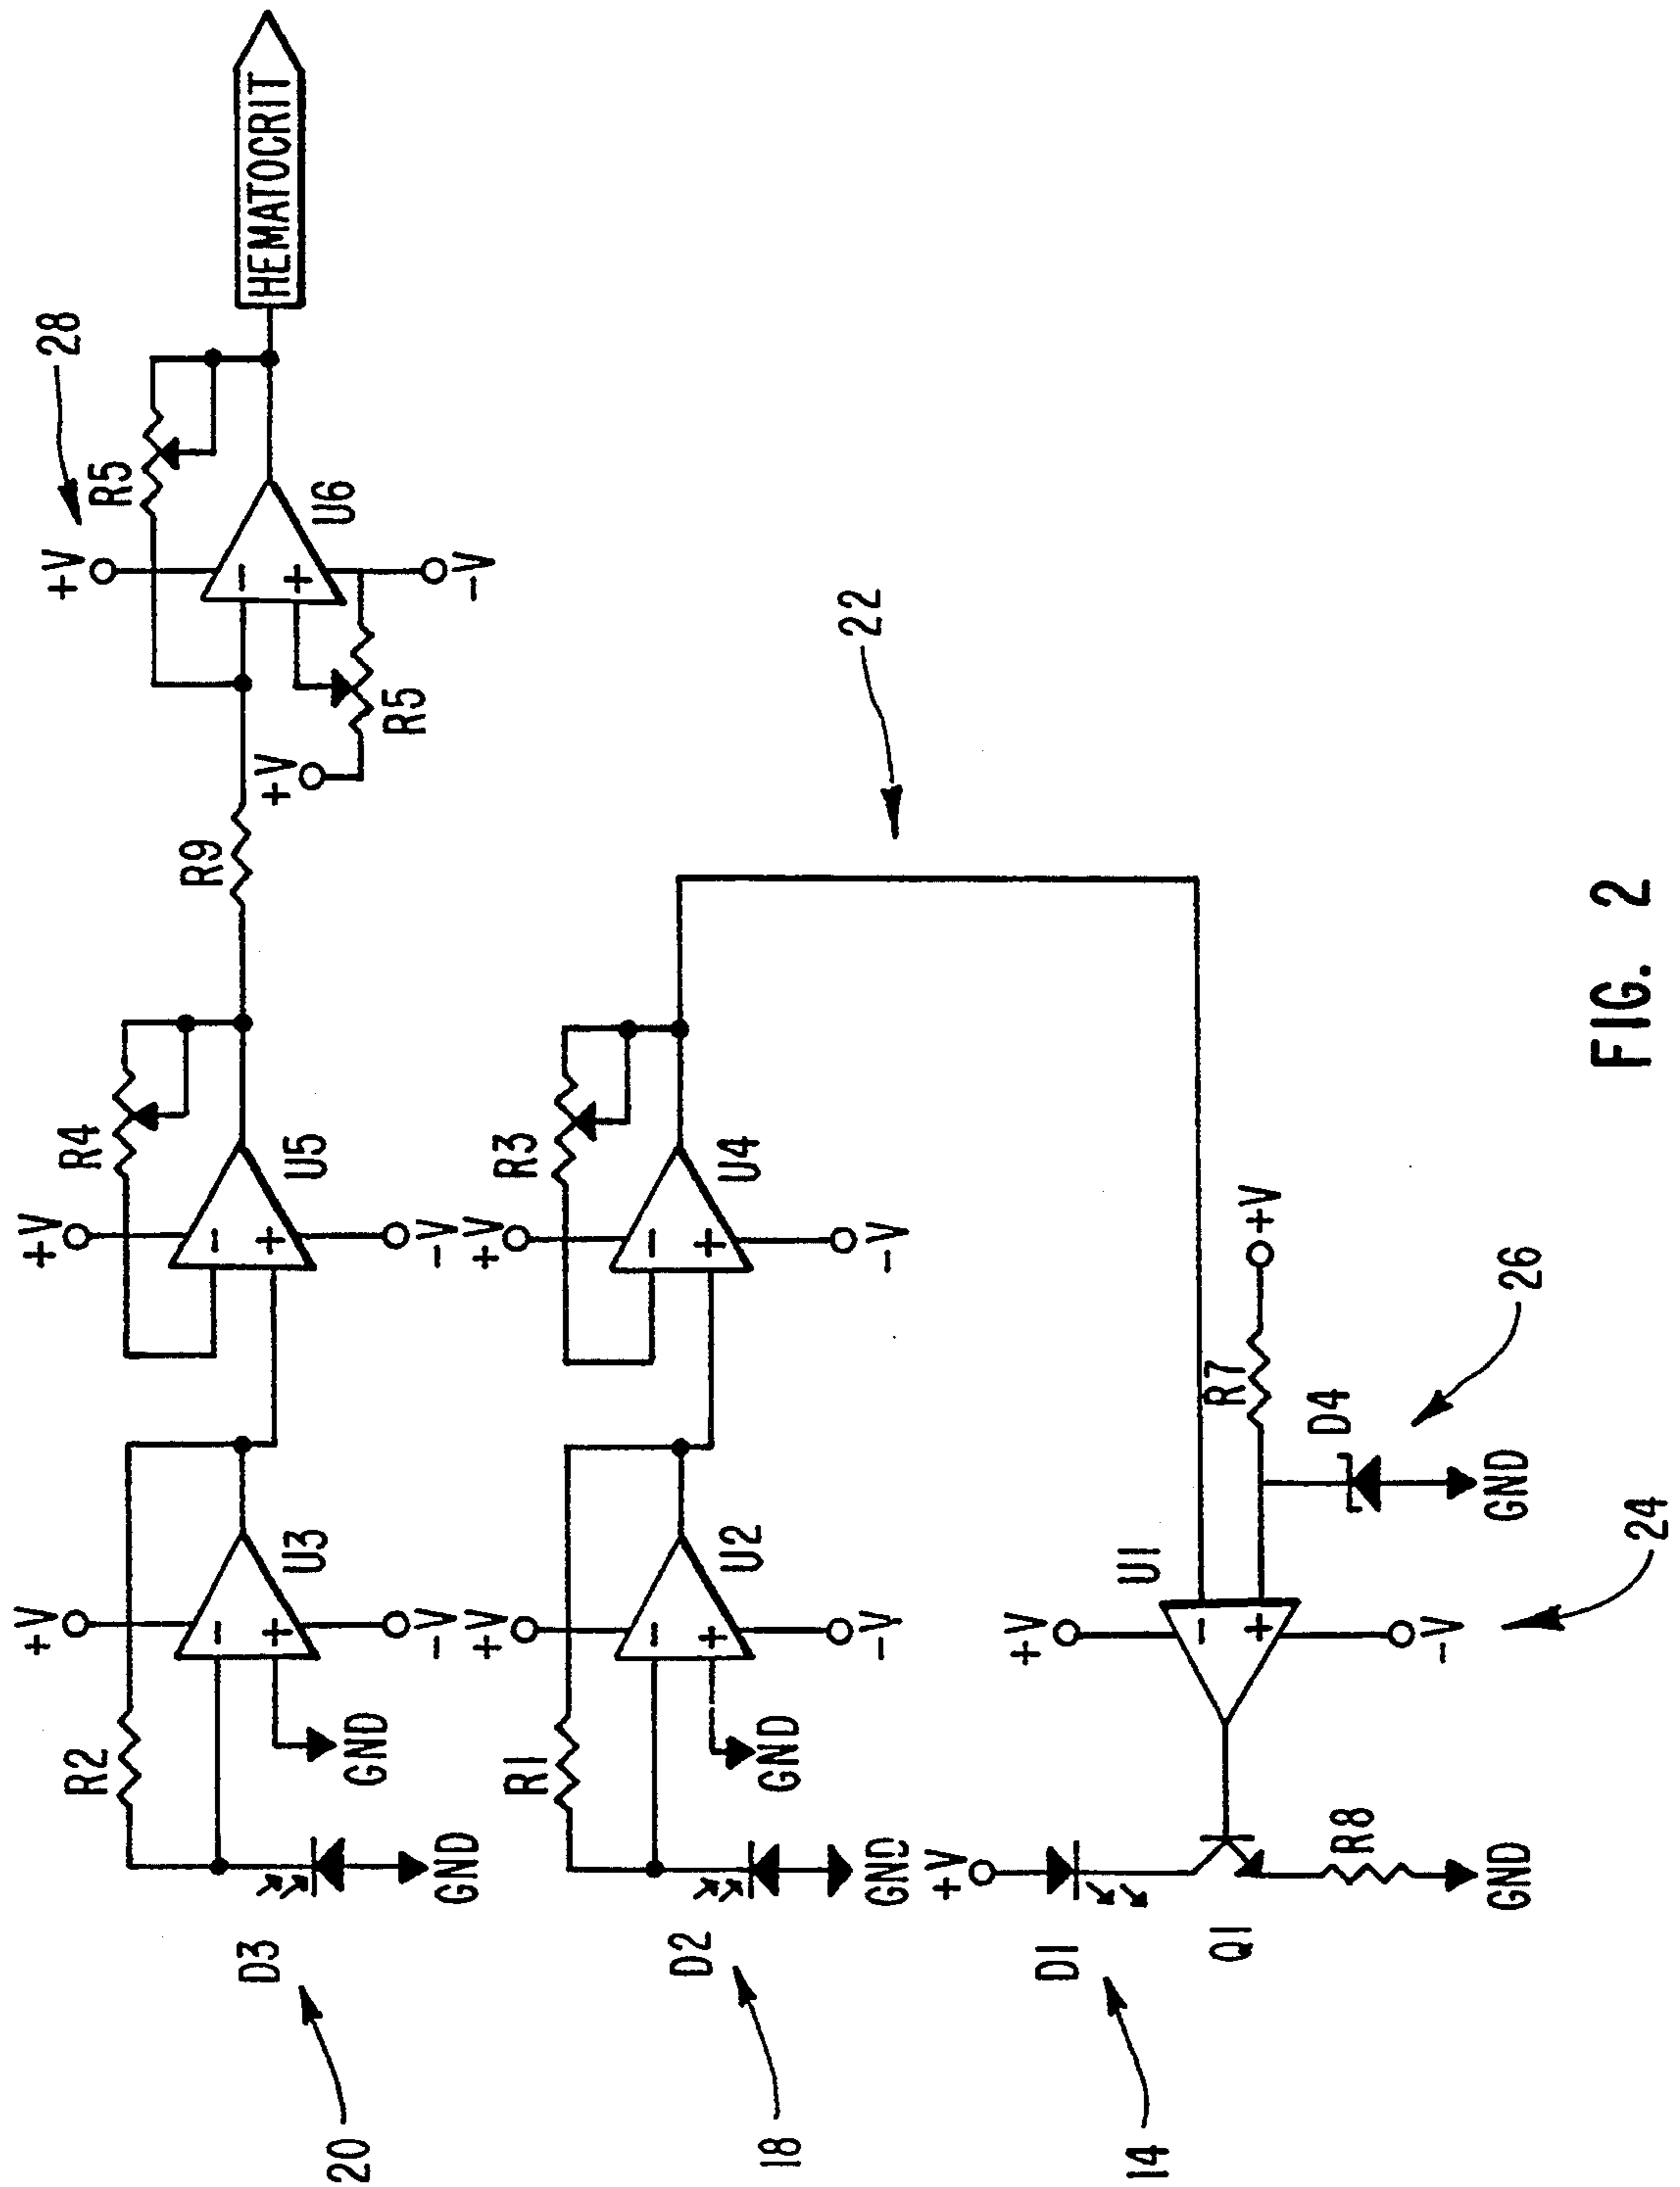 +V
28
R5
HEMATOCRIT
R4
+V
R9
U6
+V
-V
R5
U5
-V
R2
+V
U3
-V
GND
D3
GND
20
R3
+V
U4
-V
22
R1
+V
U2
-V
GND
D2
GND
18
+V
U1
R7
+V
D4
26
GND
-V
24
+V
D1
14
Q1
R8
GND
FIG. 2